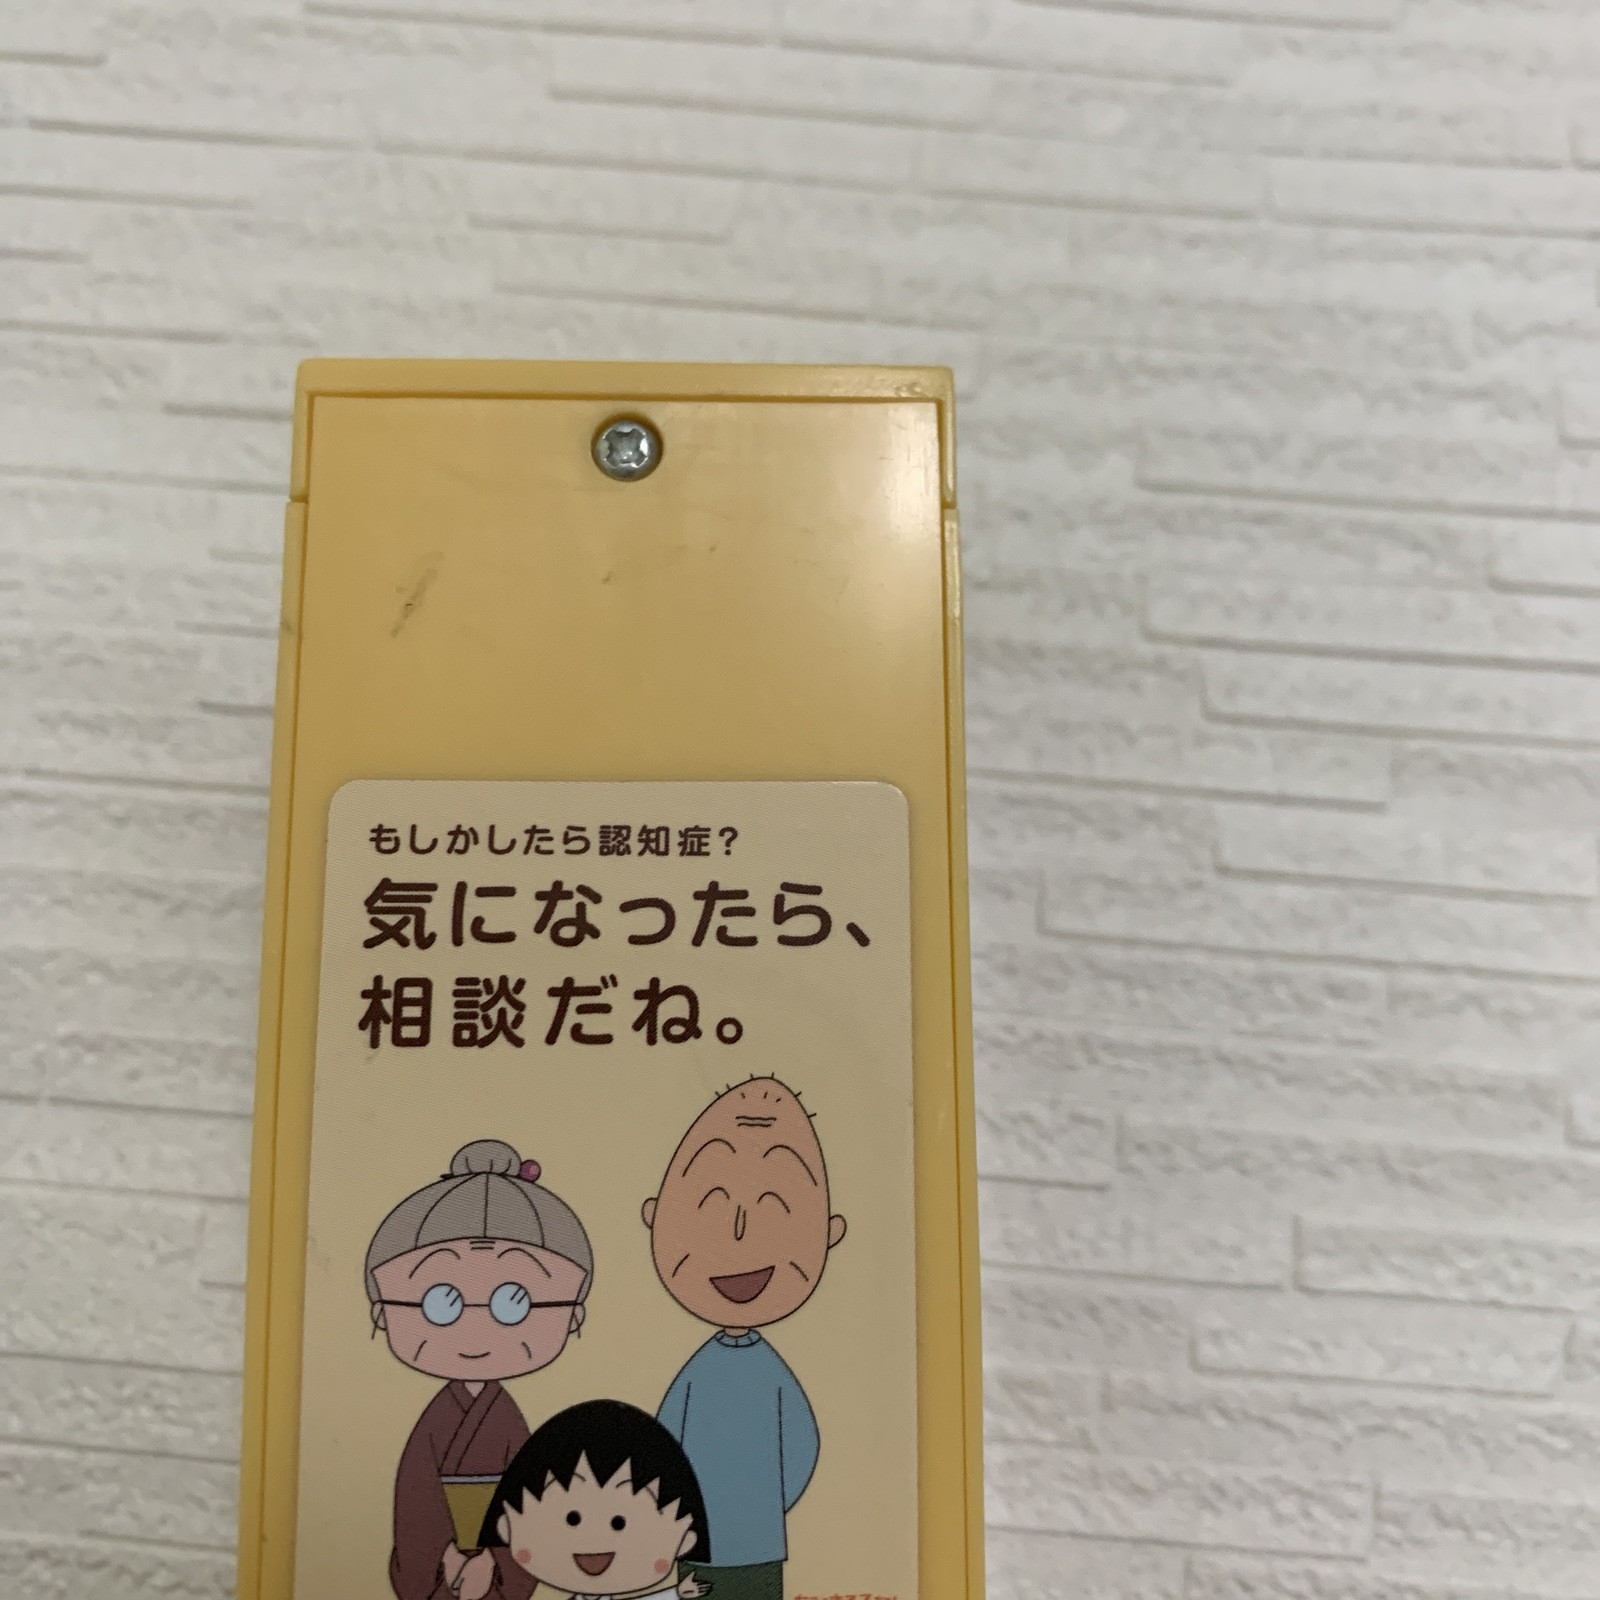 もしかしたら認知症？
気になったら、
相談だね。